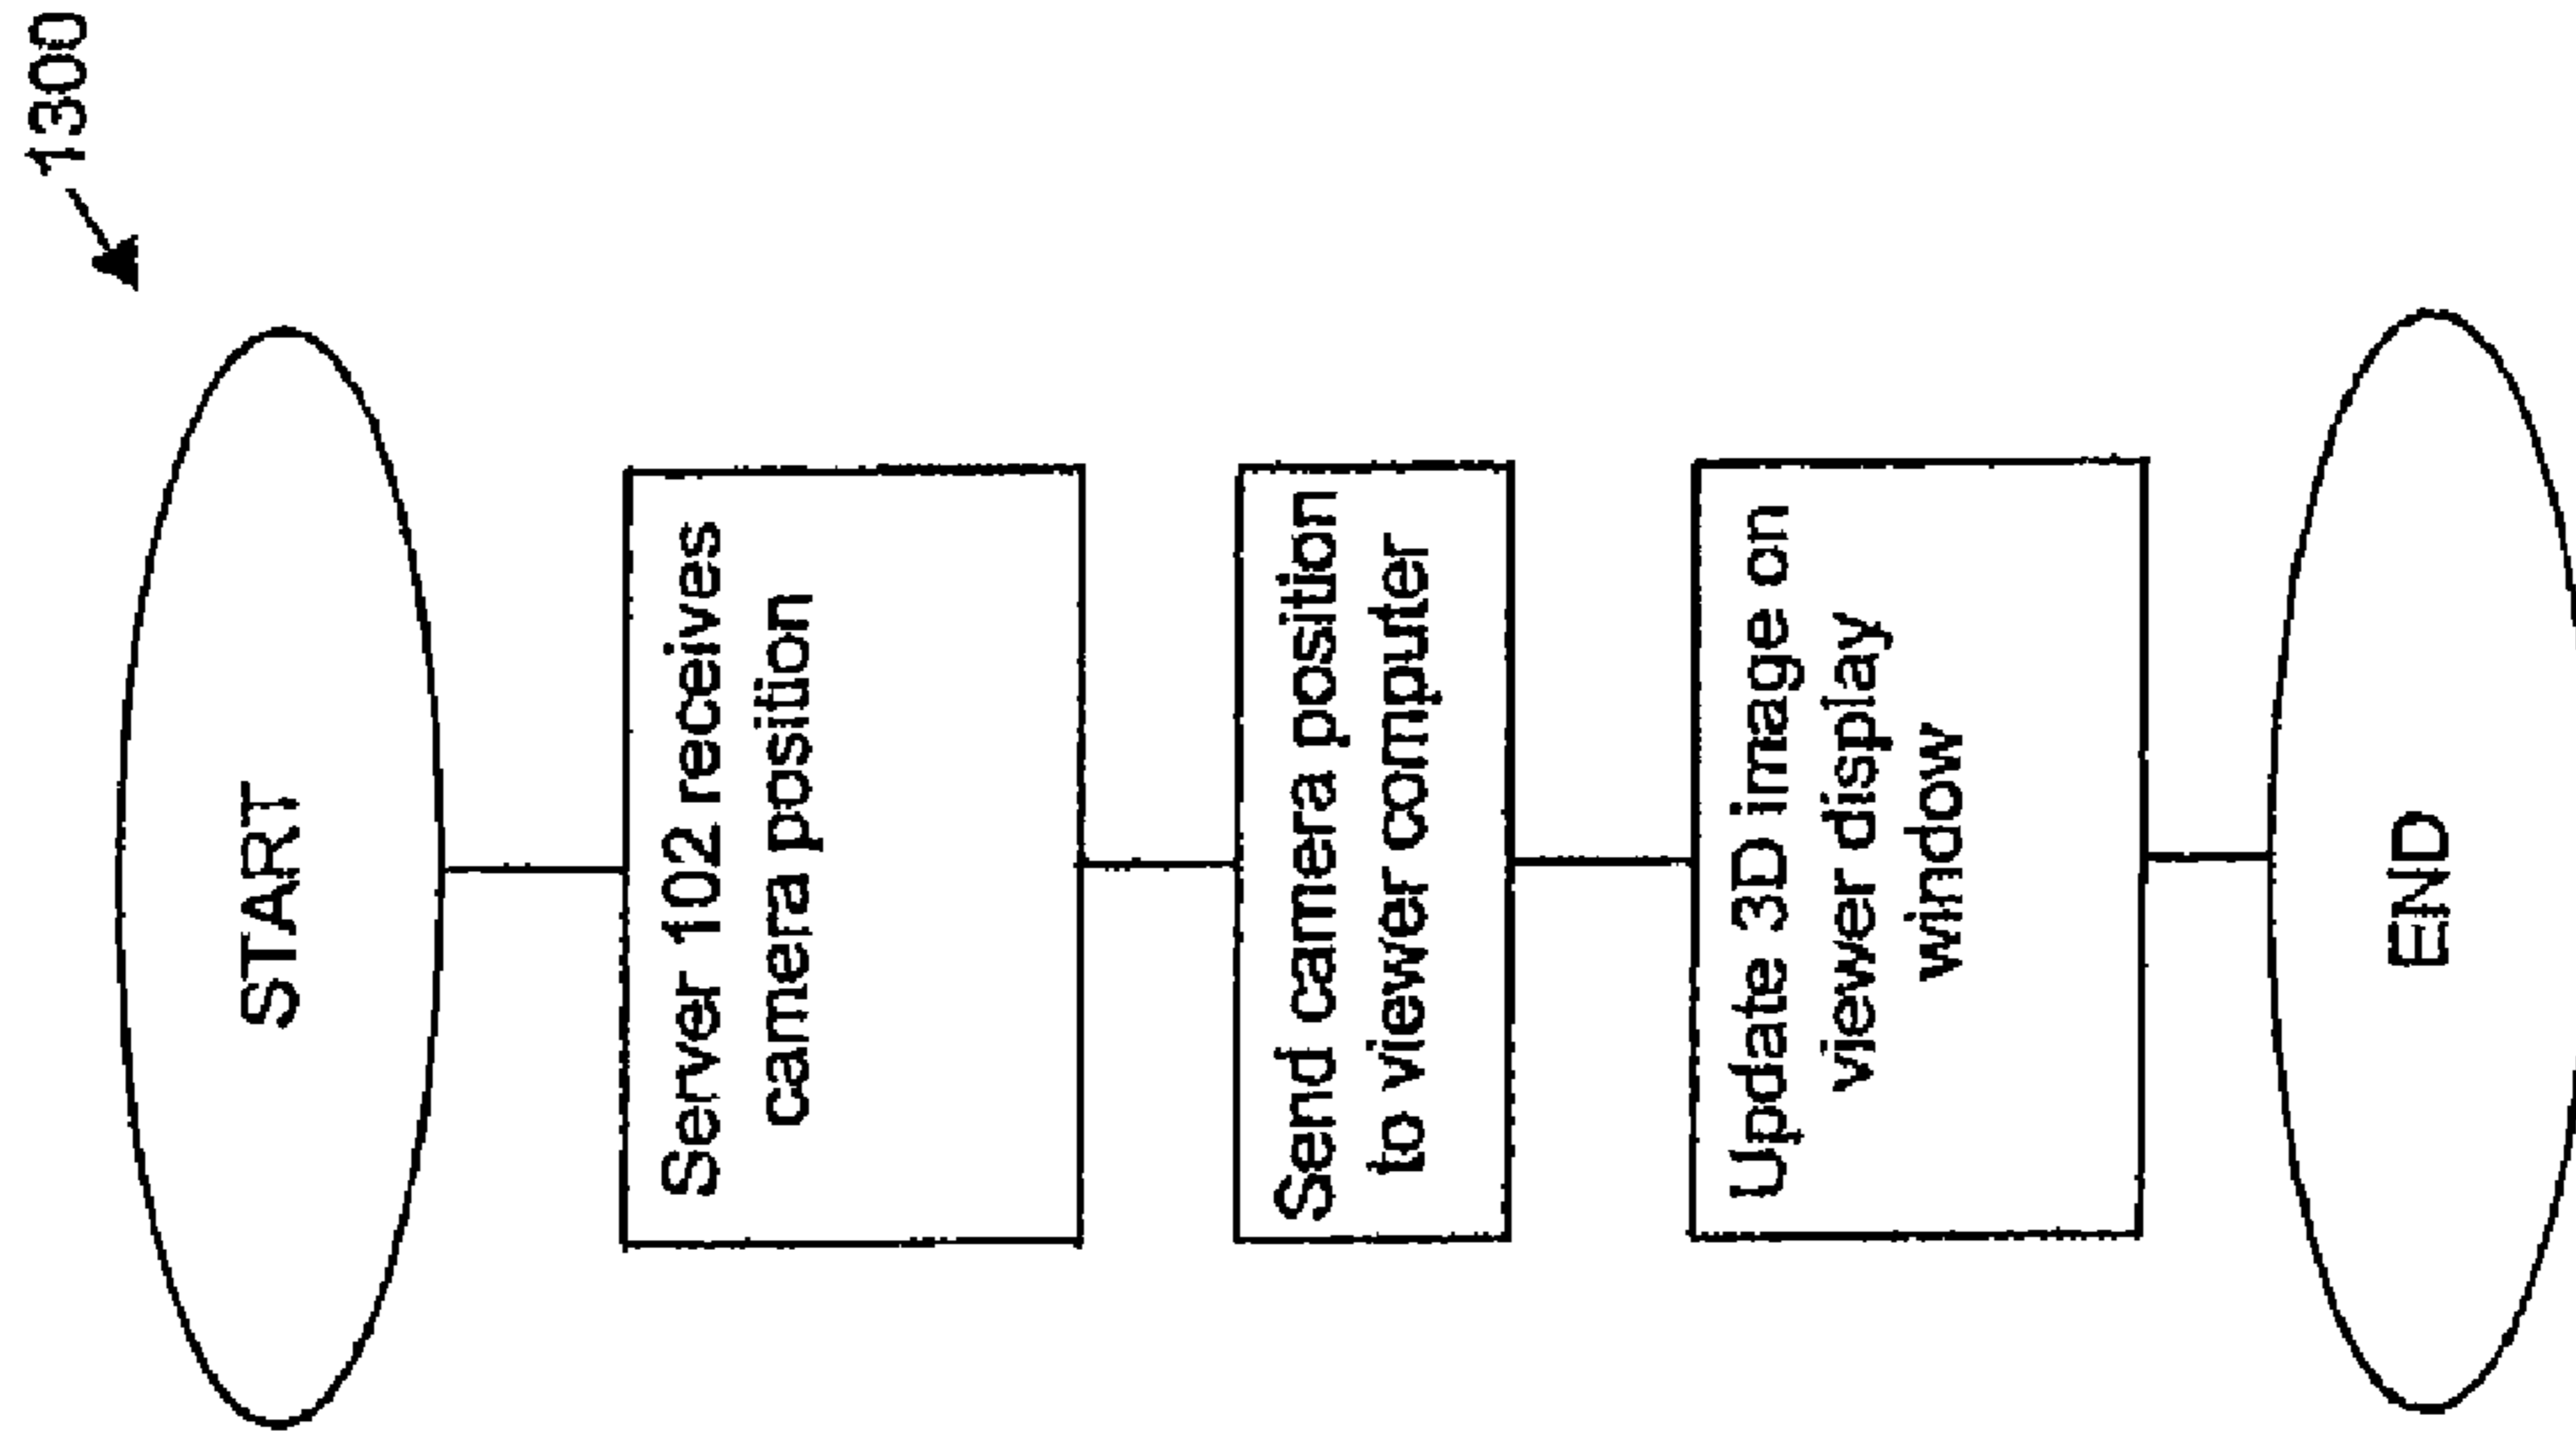 1300
START
Server 102 receives
camera position
Send camera position
to viewer computer
Update 3D image on
viewer display
window
END